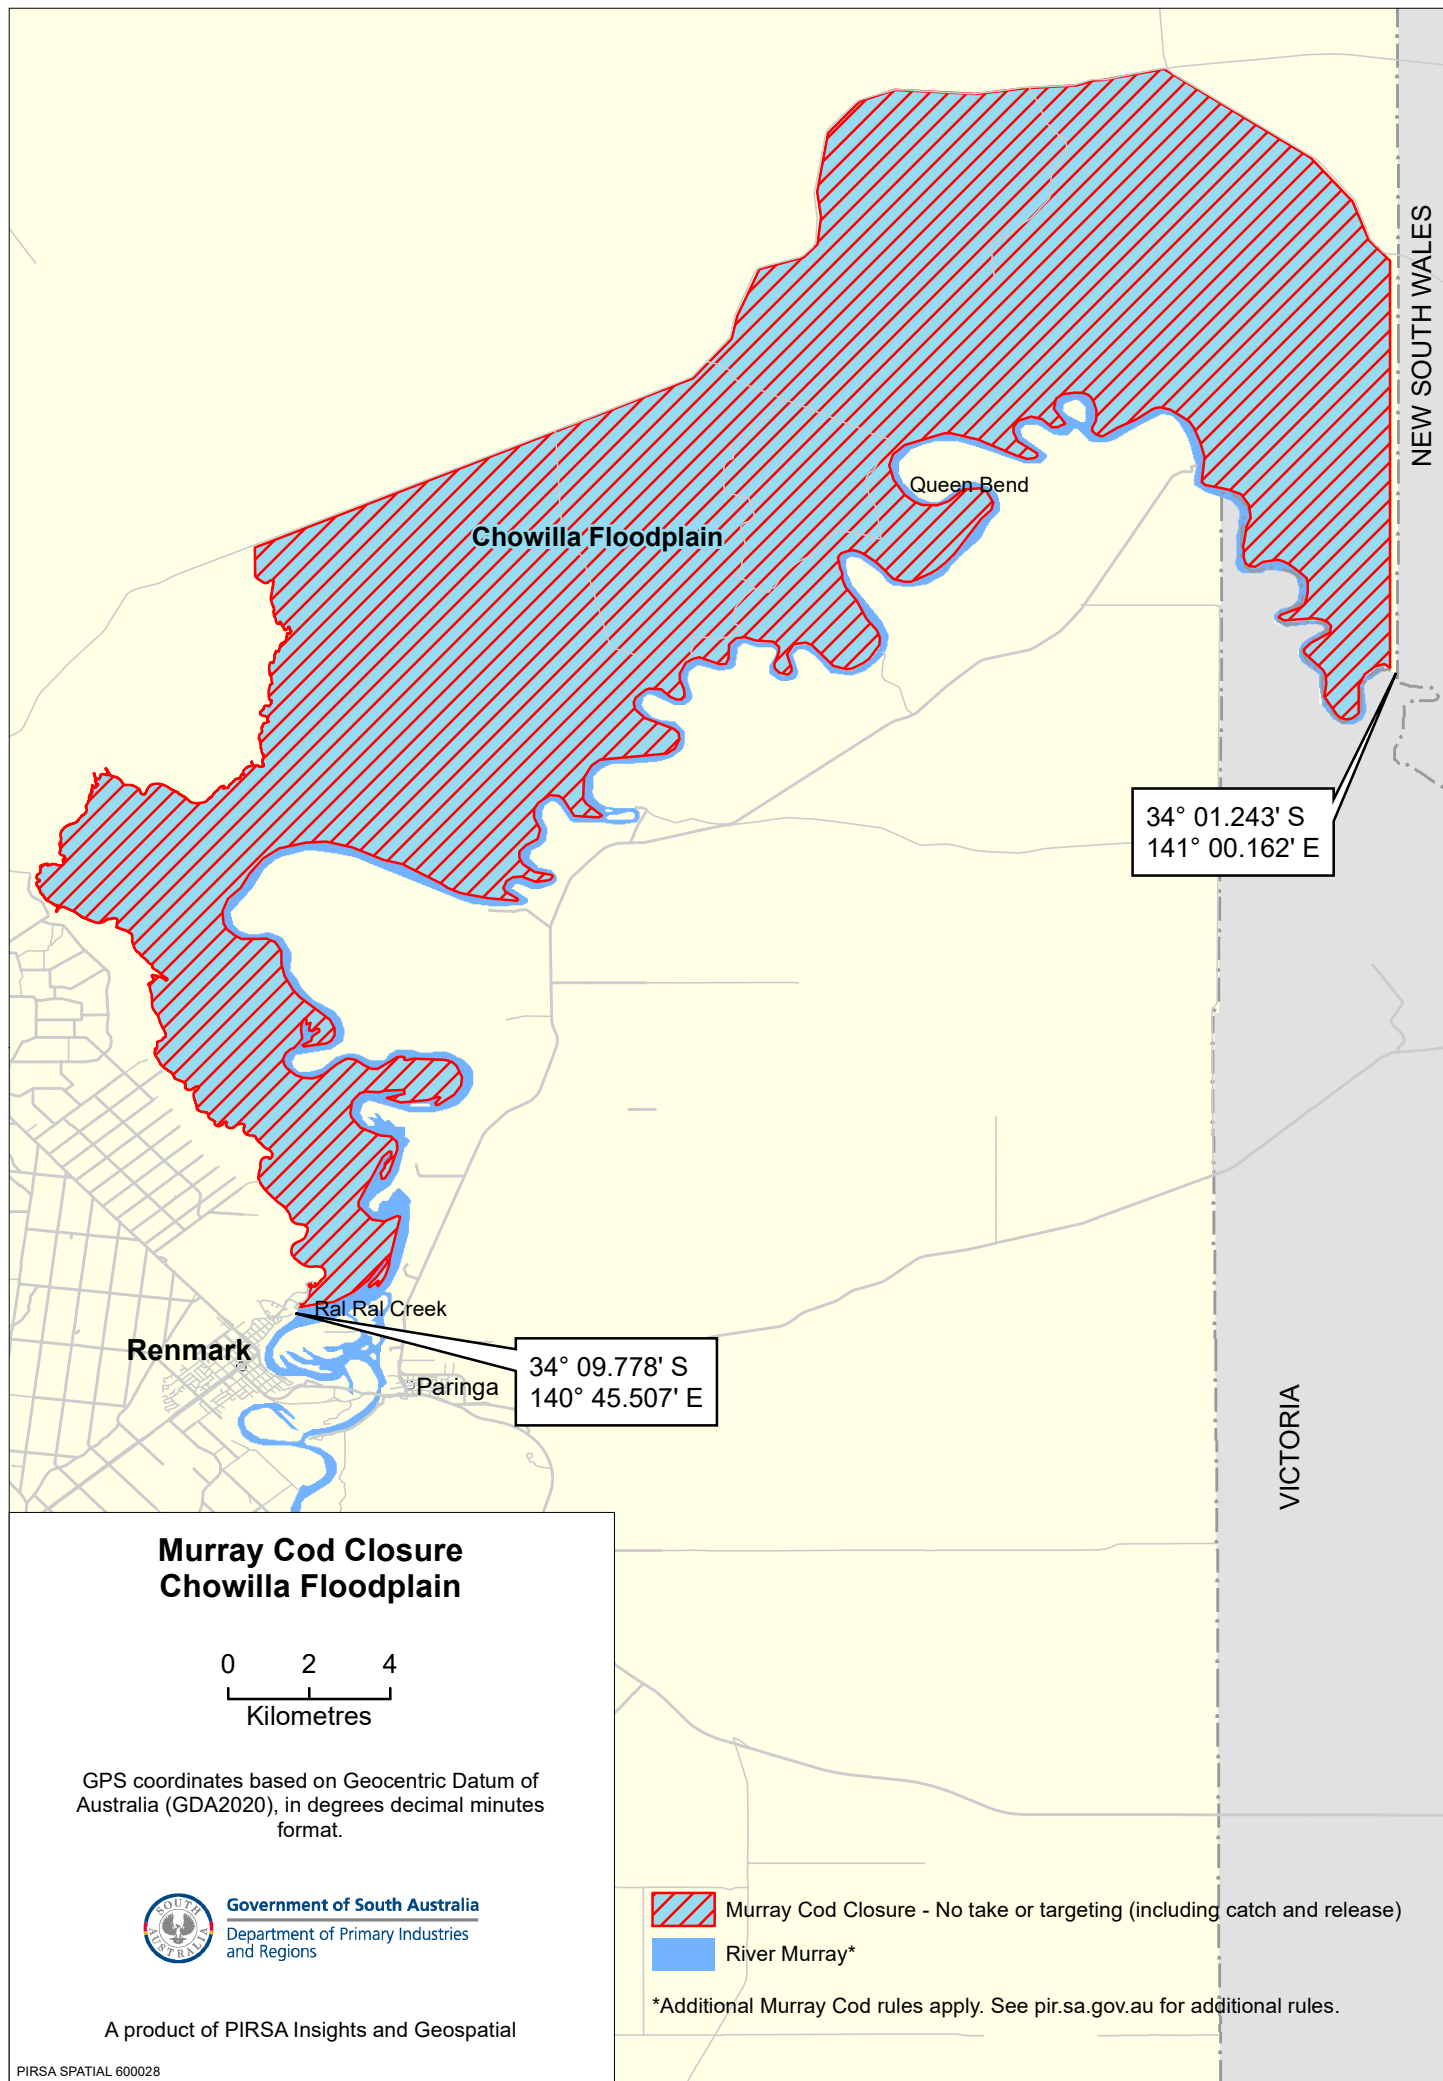 NEW SOUTH WALES
Queen Bend
Chowilla Floodplain
34° 01.243' S
141° 00.162' E
Ral Ral Creek
Renmark
34° 09.778' S
140° 45.507' E
Paringa
VICTORIA
Murray Cod Closure
Chowilla Floodplain
0 2 4
Kilometres
GPS coordinates based on Geocentric Datum of
Australia (GDA2020), in degrees decimal minutes
format.
SOUTH
AUSTRALIA
Government of South Australia
Department of Primary Industries
and Regions
A product of PIRSA Insights and Geospatial
PIRSA SPATIAL 600028
Murray Cod Closure - No take or targeting (including catch and release)
River Murray*
*Additional Murray Cod rules apply. See pir.sa.gov.au for additional rules.